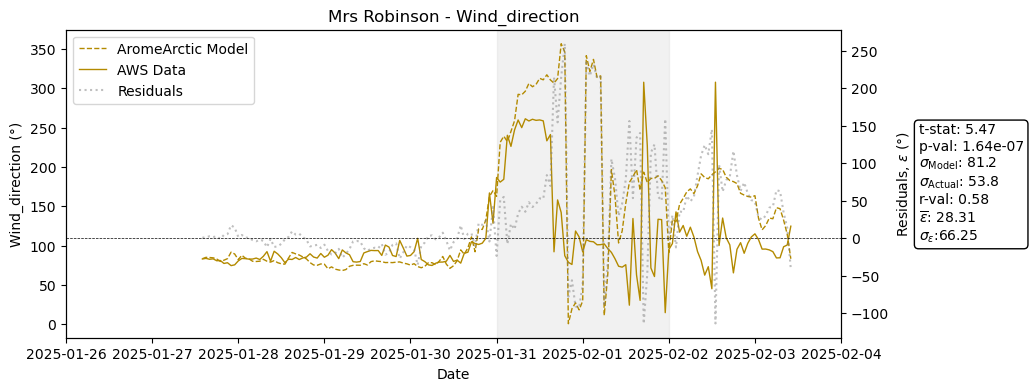 Mrs Robinson - Wind_direction
AromeArctic Model
AWS Data
Residuals
Wind_direction (°)
350
300
250
200
150
100
50
0
250
200
150
100
50
0
−50
−100
Residuals, ε (°)
t-stat: 5.47
p-val: 1.64e-07
σModel: 81.2
σActual: 53.8
r-val: 0.58
ε̅: 28.31
σε:66.25
2025-01-26 2025-01-27 2025-01-28 2025-01-29 2025-01-30 2025-01-31 2025-02-01 2025-02-02 2025-02-03 2025-02-04
Date